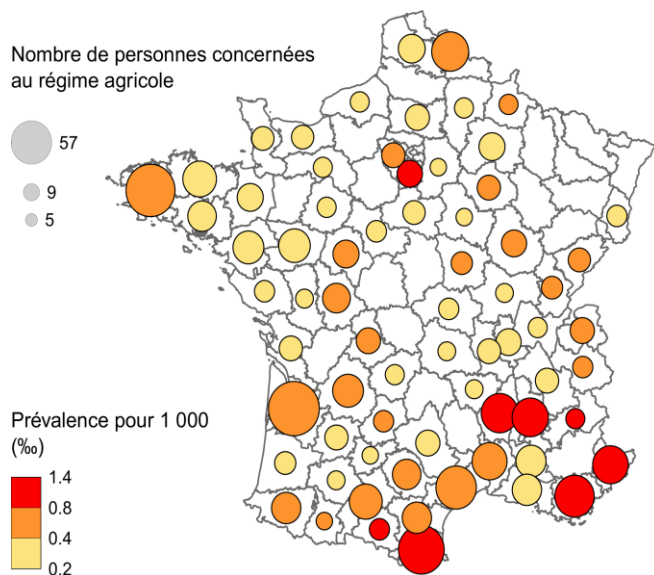 Nombre de personnes concernées
au régime agricole
57
9
5
Prévalence pour 1 000
(‰)
1.4
0.8
0.4
0.2